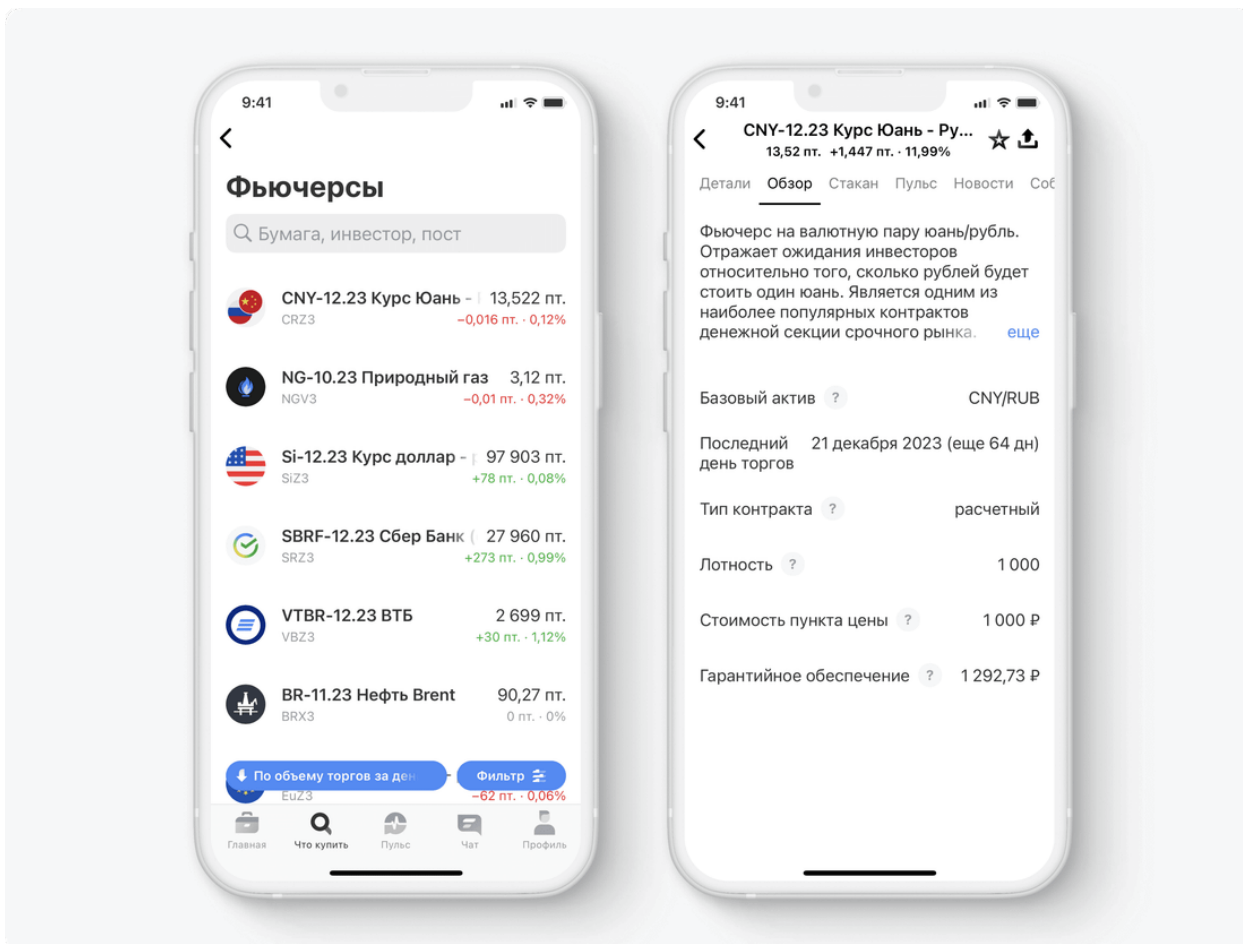 9:41
Фьючерсы
Бумага, инвестор, пост
CNY-12.23 Курс Юань - 13,522 пт.
CRZ3 −0,016 пт. · 0,12%
NG-10.23 Природный газ 3,12 пт.
NGV3 −0,01 пт. · 0,32%
Si-12.23 Курс доллар - 97 903 пт.
SiZ3 +78 пт. · 0,08%
SBRF-12.23 Сбер Банк ( 27 960 пт.
SRZ3 +273 пт. · 0,99%
VTBR-12.23 ВТБ 2 699 пт.
VBZ3 +30 пт. · 1,12%
BR-11.23 Нефть Brent 90,27 пт.
BRX3 0 пт. · 0%
По объему торгов за ден Фильтр
EuZ3 −62 пт. · 0,06%
Главная Что купить Пульс Чат Профиль
9:41
CNY-12.23 Курс Юань - Ру...
13,52 пт. +1,447 пт. · 11,99%
Детали Обзор Стакан Пульс Новости Соб
Фьючерс на валютную пару юань/рубль.
Отражает ожидания инвесторов
относительно того, сколько рублей будет
стоить один юань. Является одним из
наиболее популярных контрактов
денежной секции срочного рынка. еще
Базовый актив ? CNY/RUB
Последний 21 декабря 2023 (еще 64 дн)
день торгов
Тип контракта ? расчетный
Лотность ? 1 000
Стоимость пункта цены ? 1 000 ₽
Гарантийное обеспечение ? 1 292,73 ₽